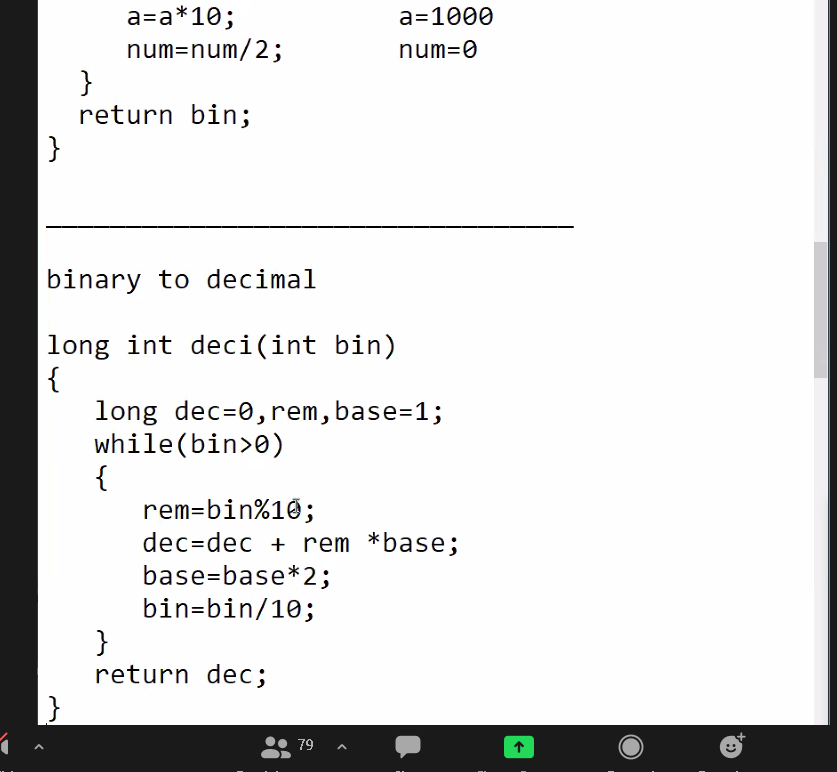 a=a*10; a=1000
num=num/2; num=0
}
return bin;
}
_________________________________
binary to decimal
long int deci(int bin)
{
long dec=0,rem,base=1;
while(bin>0)
{
rem=bin%10;
dec=dec + rem *base;
base=base*2;
bin=bin/10;
}
return dec;
}
79